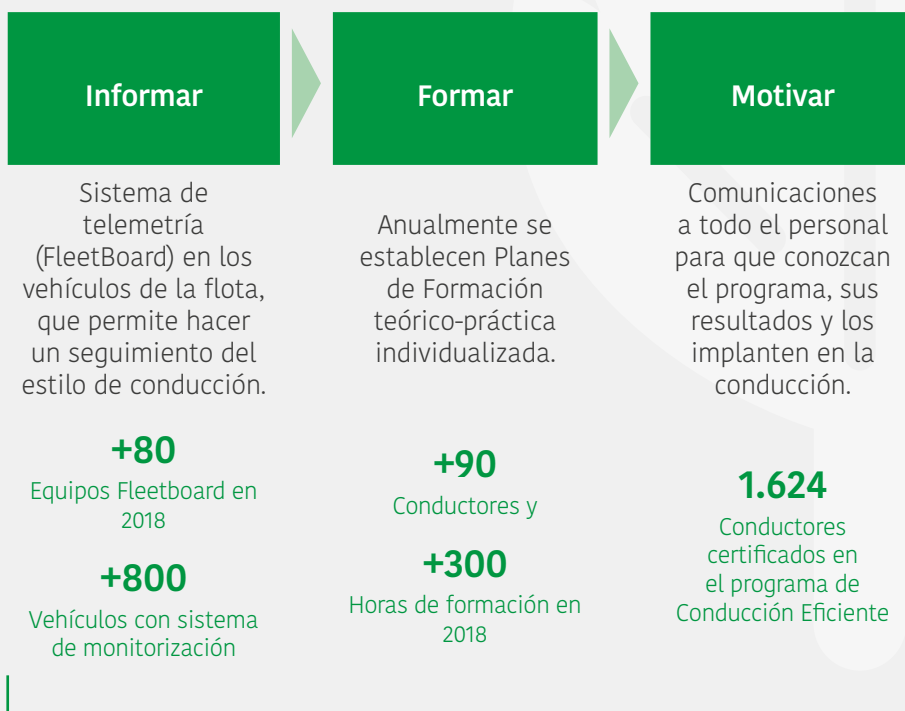 Informar
Sistema de
telemetría
(FleetBoard) en los
vehículos de la flota,
que permite hacer
un seguimiento del
estilo de conducción.
+80
Equipos Fleetboard en
2018
+800
Vehículos con sistema
de monitorización
Formar
Anualmente se
establecen Planes
de Formación
teórico-práctica
individualizada.
+90
Conductores y
+300
Horas de formación en
2018
Motivar
Comunicaciones
a todo el personal
para que conozcan
el programa, sus
resultados y los
implanten en la
conducción.
1.624
Conductores
certificados en
el programa de
Conducción Eficiente